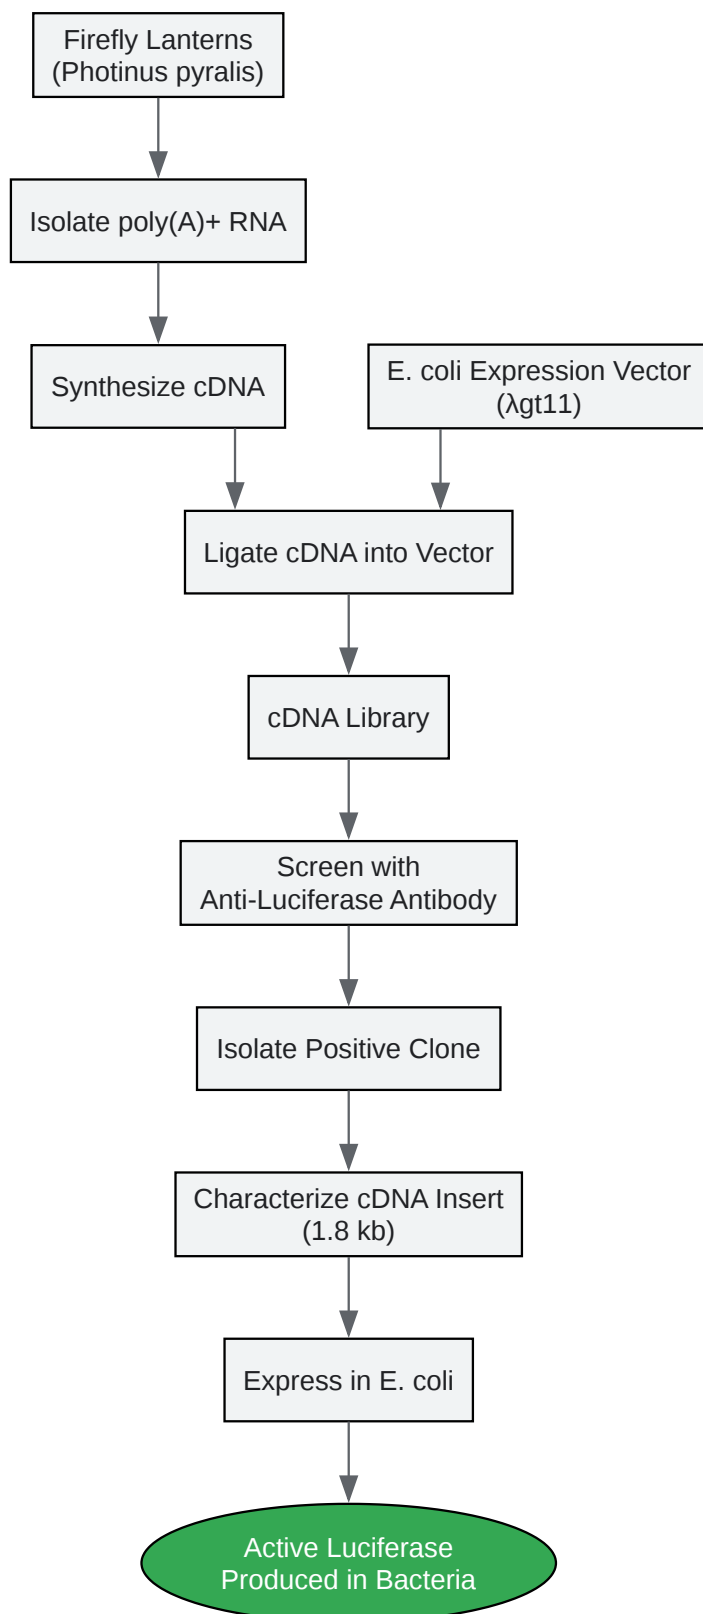 Firefly Lanterns
(Photinus pyralis)
Isolate poly(A)+ RNA
Synthesize cDNA
E. coli Expression Vector
(λgt11)
Ligate cDNA into Vector
cDNA Library
Screen with
Anti-Luciferase Antibody
Isolate Positive Clone
Characterize cDNA Insert
(1.8 kb)
Express in E. coli
Active Luciferase
Produced in Bacteria